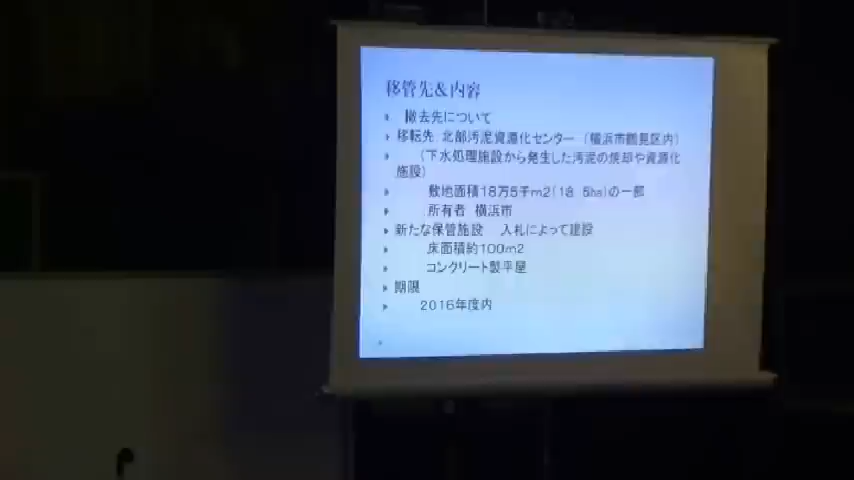 移管先&内容
撤去先について
移転先 北部汚泥資源化センター (横浜市鶴見区内)
(下水処理施設から発生した汚泥の焼却や資源化
施設)
敷地面積18万5千m2(18 5ha)の一部
所有者 横浜市
新たな保管施設 入札によって建設
床面積約100m2
コンクリート製平屋
期限
2016年度内